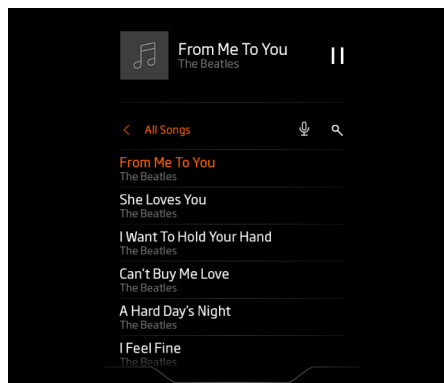 From Me To You
The Beatles
All Songs
From Me To You
The Beatles
She Loves You
The Beatles
I Want To Hold Your Hand
The Beatles
Can't Buy Me Love
The Beatles
A Hard Day's Night
The Beatles
I Feel Fine
The Beatles